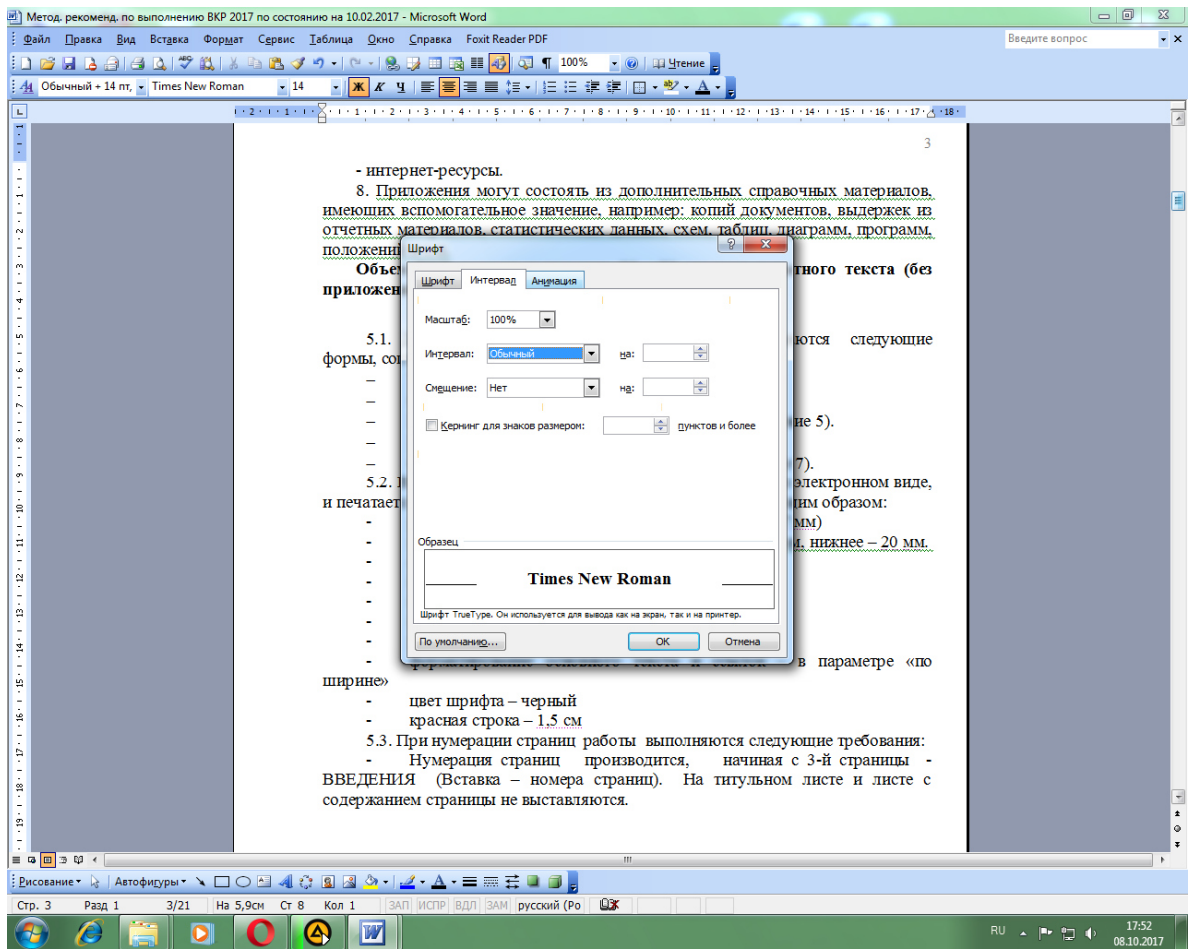 Метод. рекоменд. по выполнению ВКР 2017 по состоянию на 10.02.2017 - Microsoft Word
Файл Правка Вид Вставка Формат Сервис Таблица Окно Справка Foxit Reader PDF Введите вопрос
100% Чтение
Обычный + 14 пт, Times New Roman 14 Ж К Ч
3
- интернет-ресурсы.
8. Приложения могут состоять из дополнительных справочных материалов,
имеющих вспомогательное значение, например: копий документов, выдержек из
отчетных материалов, статистических данных, схем, таблиц, диаграмм, программ,
положений
Шрифт
Объе тного текста (без
приложен
Шрифт Интервал Анимация
Масштаб: 100%
5.1. ются следующие
формы, со
Интервал: Обычный на:
Смещение: Нет на:
ие 5).
Кернинг для знаков размером: пунктов и более
7).
5.2. электронном виде,
и печатает им образом:
мм)
м, нижнее – 20 мм.
Образец
Times New Roman
Шрифт TrueType. Он используется для вывода как на экран, так и на принтер.
По умолчанию... ОК Отмена
- форматирование основного текста и ссылок – в параметре «по
ширине»
- цвет шрифта – черный
- красная строка – 1,5 см
5.3. При нумерации страниц работы выполняются следующие требования:
- Нумерация страниц производится, начиная с 3-й страницы -
ВВЕДЕНИЯ (Вставка – номера страниц). На титульном листе и листе с
содержанием страницы не выставляются.
Рисование Автофигуры
Стр. 3 Разд 1 3/21 На 5,9см Ст 8 Кол 1 ЗАП ИСПР ВДЛ ЗАМ русский (Ро
RU 17:52
08.10.2017